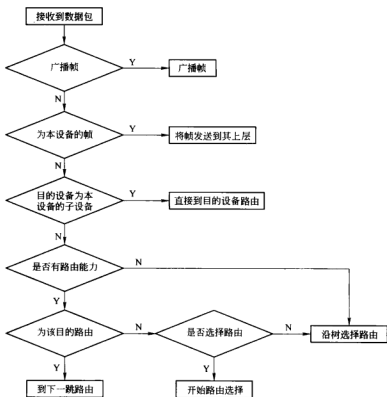 接收到数据包
广播帧
Y
广播帧
N
为本设备的帧
Y
将帧发送到其上层
N
目的设备为本
设备的子设备
Y
直接到目的设备路由
N
是否有路由能力
N
Y
为该目的路由
N
是否选择路由
N
沿树选择路由
Y
Y
到下一跳路由
开始路由选择